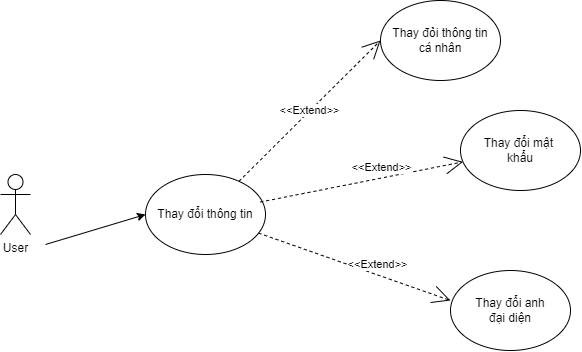 Thay đỏi thông tin
cá nhân
<<Extend>>
Thay đổi mật
khẩu
<<Extend>>
Thay đổi thông tin
User
<<Extend>>
Thay đổi anh
đại diện